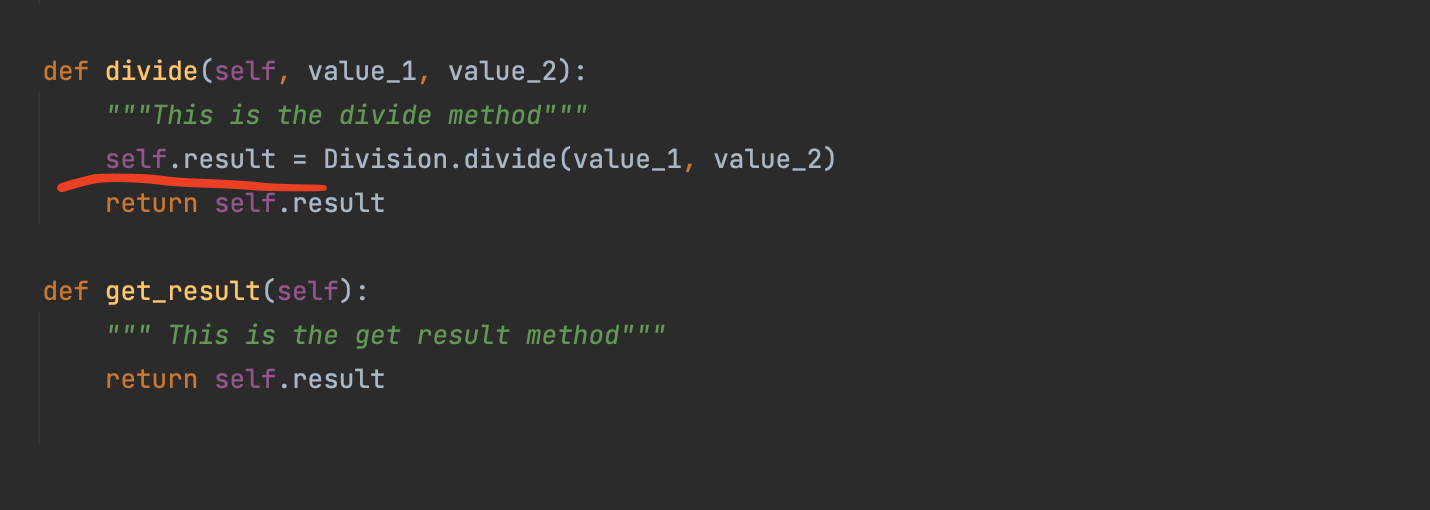 def divide(self, value_1, value_2):
"""This is the divide method"""
self.result = Division.divide(value_1, value_2)
return self.result
def get_result(self):
""" This is the get result method"""
return self.result